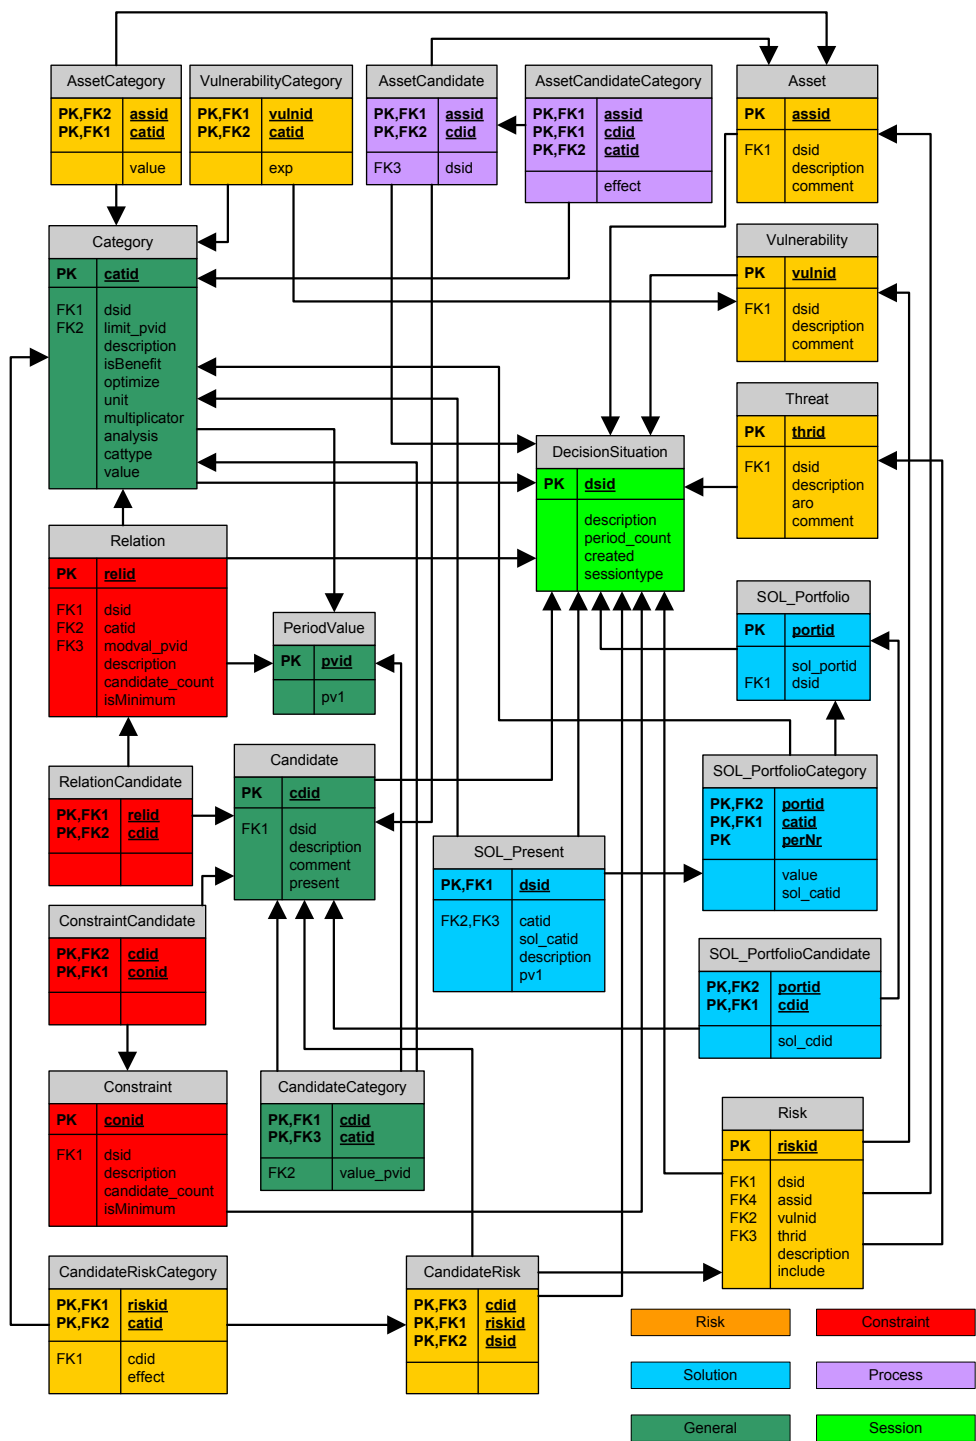 AssetCategory
PK,FK2 assid
PK,FK1 catid
value
VulnerabilityCategory
PK,FK1 vulnid
PK,FK2 catid
exp
AssetCandidate
PK,FK1 assid
PK,FK2 cdid
FK3 dsid
AssetCandidateCategory
PK,FK1 assid
PK,FK1 cdid
PK,FK2 catid
effect
Asset
PK assid
FK1 dsid
description
comment
Category
PK catid
FK1 dsid
FK2 limit_pvid
description
isBenefit
optimize
unit
multiplicator
analysis
cattype
value
Vulnerability
PK vulnid
FK1 dsid
description
comment
Threat
PK thrid
FK1 dsid
description
aro
comment
DecisionSituation
PK dsid
description
period_count
created
sessiontype
Relation
PK relid
FK1 dsid
FK2 catid
FK3 modval_pvid
description
candidate_count
isMinimum
PeriodValue
PK pvid
pv1
SOL_Portfolio
PK portid
sol_portid
FK1 dsid
RelationCandidate
PK,FK1 relid
PK,FK2 cdid
Candidate
PK cdid
FK1 dsid
description
comment
present
SOL_PortfolioCategory
PK,FK2 portid
PK,FK1 catid
PK perNr
value
sol_catid
SOL_Present
PK,FK1 dsid
FK2,FK3 catid
sol_catid
description
pv1
ConstraintCandidate
PK,FK2 cdid
PK,FK1 conid
SOL_PortfolioCandidate
PK,FK2 portid
PK,FK1 cdid
sol_cdid
Constraint
PK conid
FK1 dsid
description
candidate_count
isMinimum
CandidateCategory
PK,FK1 cdid
PK,FK3 catid
FK2 value_pvid
Risk
PK riskid
FK1 dsid
FK4 assid
FK2 vulnid
FK3 thrid
description
include
CandidateRiskCategory
PK,FK1 riskid
PK,FK2 catid
FK1 cdid
effect
CandidateRisk
PK,FK3 cdid
PK,FK1 riskid
PK,FK2 dsid
Risk
Constraint
Solution
Process
General
Session